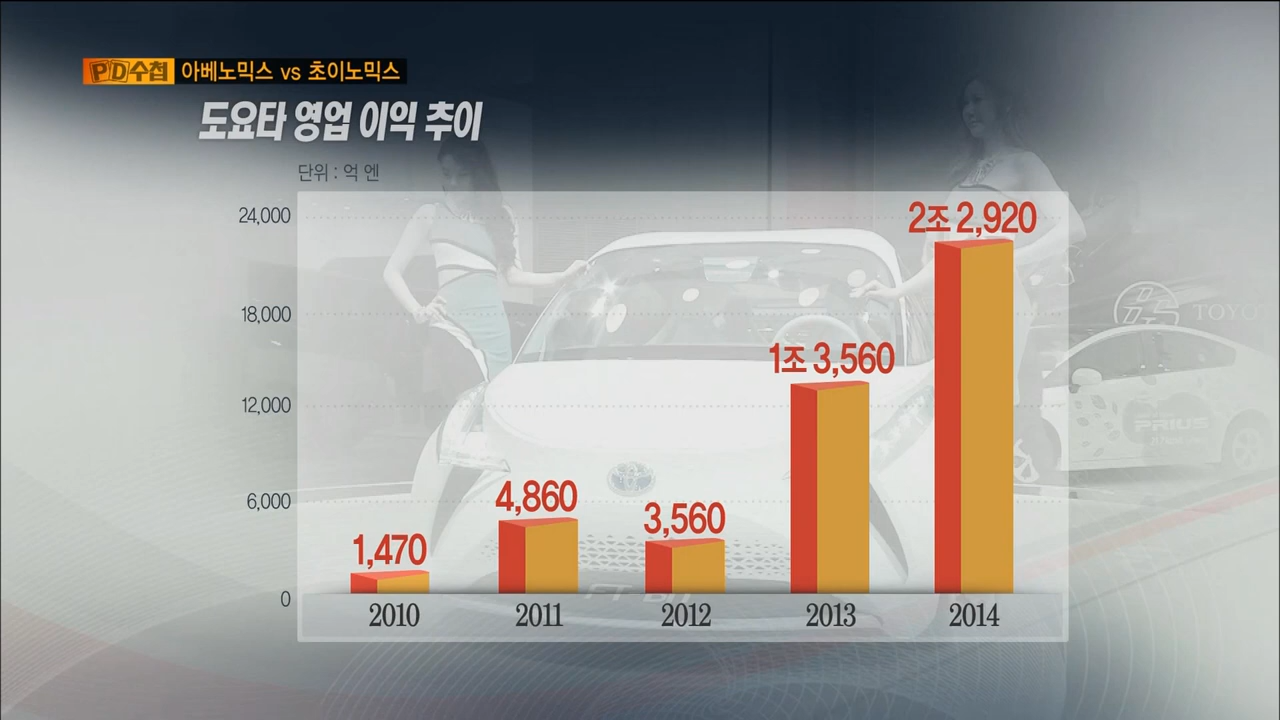 PD수첩 아베노믹스 vs 초이노믹스
도요타 영업 이익 추이
단위 : 억 엔
24,000
18,000
12,000
6,000
0
1,470
4,860
3,560
1조 3,560
2조 2,920
2010
2011
2012
2013
2014
TOYO
PRIUS